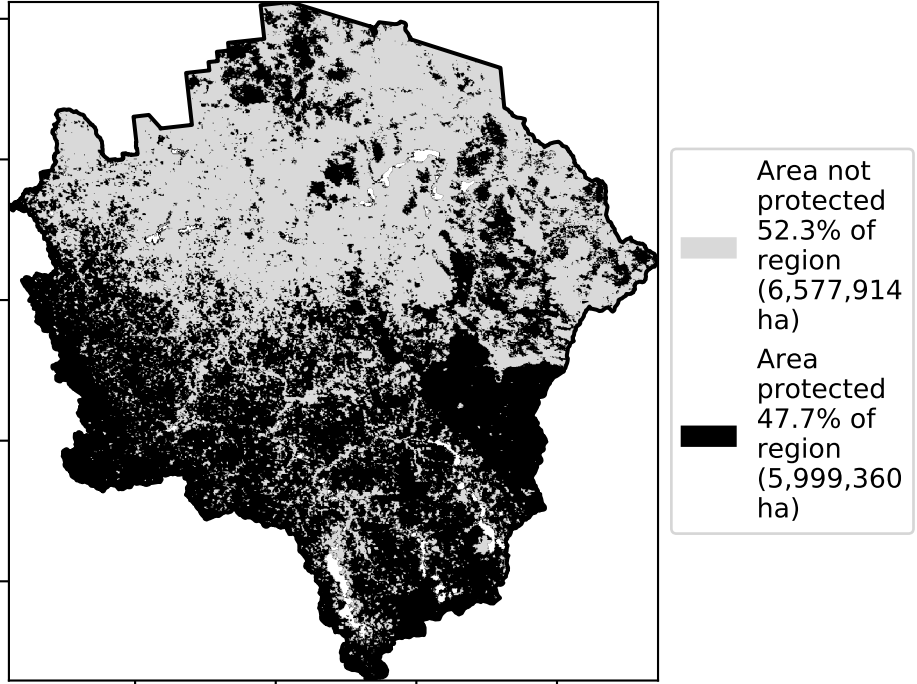 Area not
protected
52.3% of
region
(6,577,914
ha)
Area
protected
47.7% of
region
(5,999,360
ha)